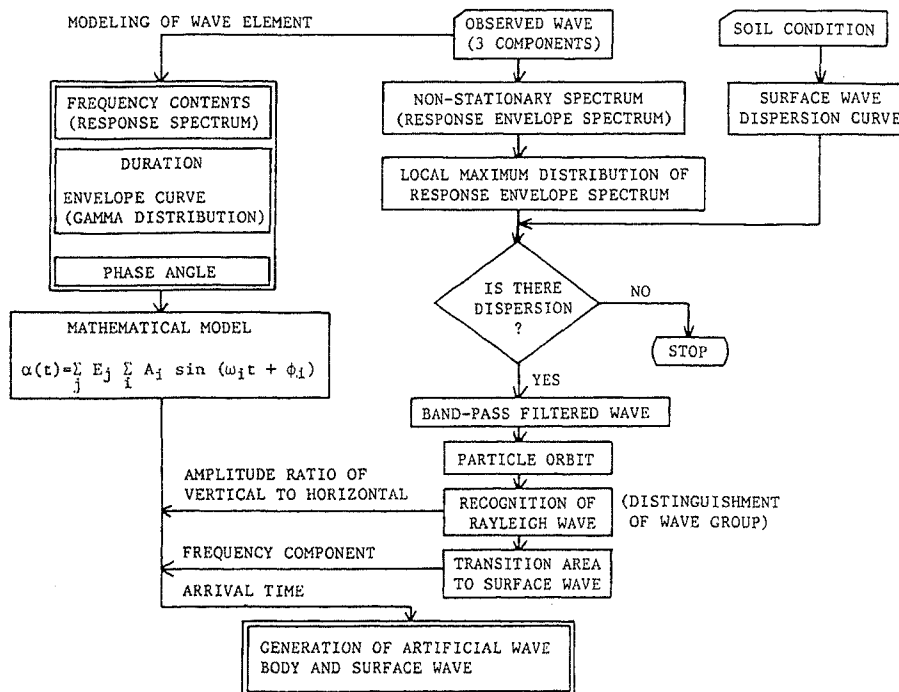 MODELING OF WAVE ELEMENT
OBSERVED WAVE
(3 COMPONENTS)
SOIL CONDITION
FREQUENCY CONTENTS
(RESPONSE SPECTRUM)
DURATION
ENVELOPE CURVE
(GAMMA DISTRIBUTION)
PHASE ANGLE
NON-STATIONARY SPECTRUM
(RESPONSE ENVELOPE SPECTRUM)
SURFACE WAVE
DISPERSION CURVE
LOCAL MAXIMUM DISTRIBUTION OF
RESPONSE ENVELOPE SPECTRUM
IS THERE
DISPERSION
?
NO
STOP
YES
MATHEMATICAL MODEL
α(t)=Σ_j E_j Σ_i A_i sin (ω_i t + φ_i)
BAND-PASS FILTERED WAVE
PARTICLE ORBIT
AMPLITUDE RATIO OF
VERTICAL TO HORIZONTAL
RECOGNITION OF
RAYLEIGH WAVE
(DISTINGUISHMENT
OF WAVE GROUP)
FREQUENCY COMPONENT
TRANSITION AREA
TO SURFACE WAVE
ARRIVAL TIME
GENERATION OF ARTIFICIAL WAVE
BODY AND SURFACE WAVE